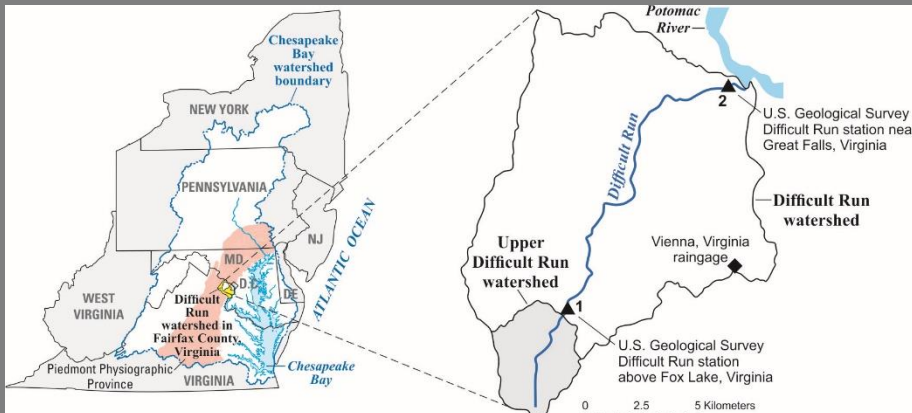 Chesapeake
Bay
watershed
boundary
NEW YORK
PENNSYLVANIA
NJ
MD.
D.C.
DE
WEST
VIRGINIA
ATLANTIC OCEAN
Difficult
Run
watershed in
Fairfax County,
Virginia
Piedmont Physiographic
Province
VIRGINIA
Chesapeake
Bay
Potomac
River
2
U.S. Geological Survey
Difficult Run station near
Great Falls, Virginia
Difficult Run
Difficult Run
watershed
Vienna, Virginia
raingage
Upper
Difficult Run
watershed
1
U.S. Geological Survey
Difficult Run station
above Fox Lake, Virginia
0 2.5 5 Kilometers